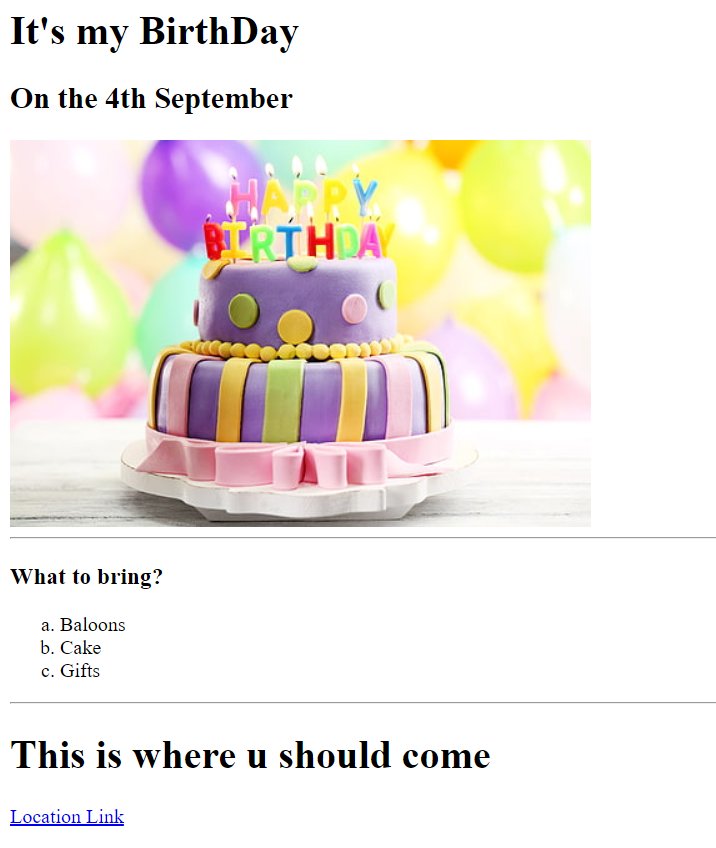 It's my BirthDay
On the 4th September
HAPPY
BIRTHDAY
What to bring?
a. Baloons
b. Cake
c. Gifts
This is where u should come
Location Link